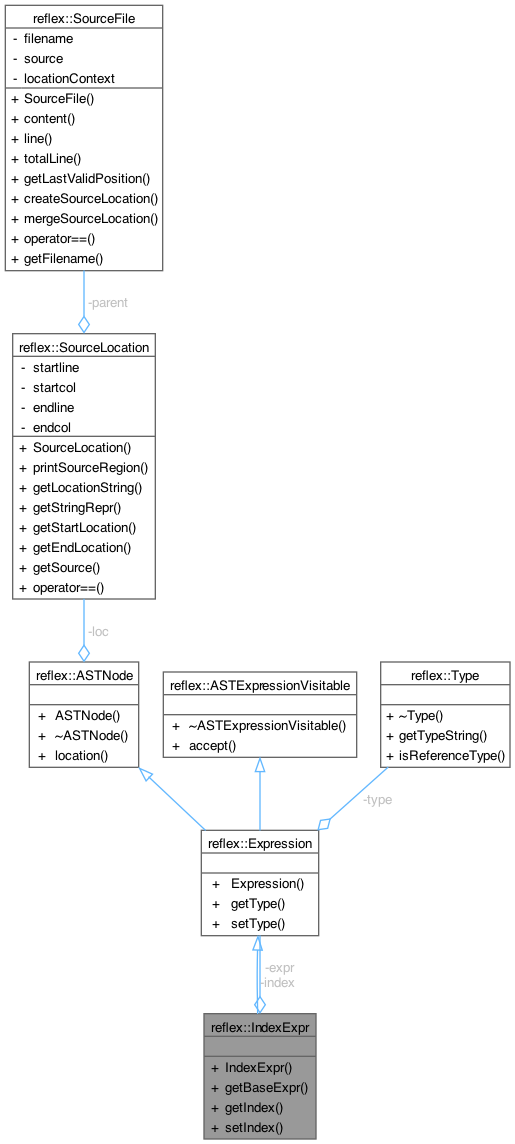 reflex::SourceFile
- filename
- source
- locationContext
+ SourceFile()
+ content()
+ line()
+ totalLine()
+ getLastValidPosition()
+ createSourceLocation()
+ mergeSourceLocation()
+ operator==()
+ getFilename()
-parent
reflex::SourceLocation
- startline
- startcol
- endline
- endcol
+ SourceLocation()
+ printSourceRegion()
+ getLocationString()
+ getStringRepr()
+ getStartLocation()
+ getEndLocation()
+ getSource()
+ operator==()
-loc
reflex::ASTNode
+ ASTNode()
+ ~ASTNode()
+ location()
reflex::ASTExpressionVisitable
+ ~ASTExpressionVisitable()
+ accept()
reflex::Type
+ ~Type()
+ getTypeString()
+ isReferenceType()
-type
reflex::Expression
+ Expression()
+ getType()
+ setType()
-expr
-index
reflex::IndexExpr
+ IndexExpr()
+ getBaseExpr()
+ getIndex()
+ setIndex()